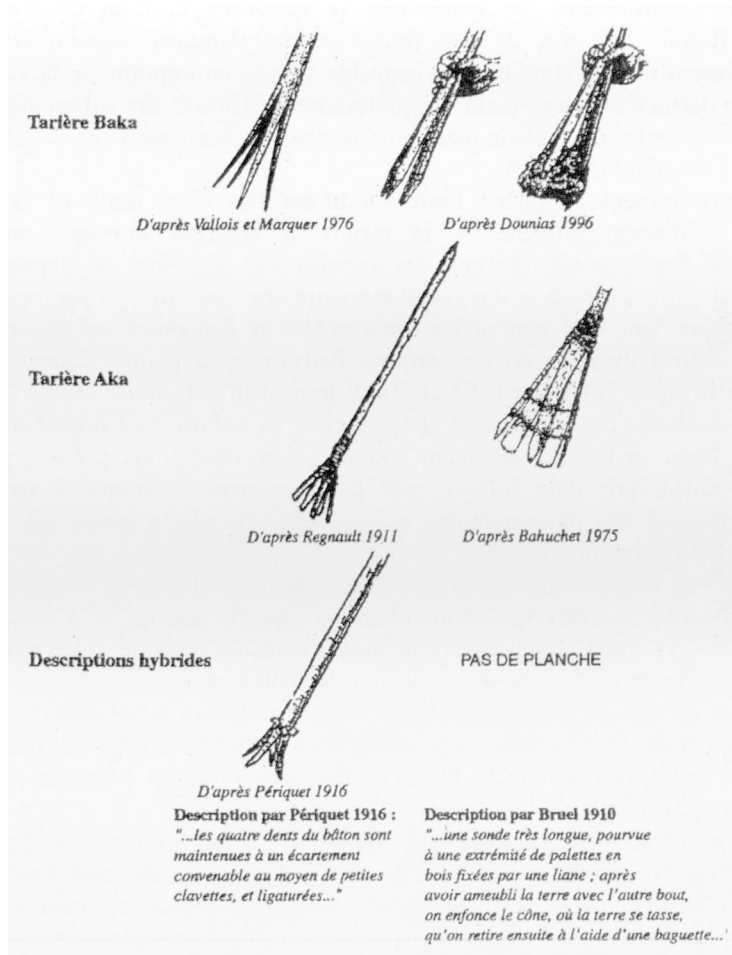 Tarière Baka
D'après Vallois et Marquer 1976
D'après Dounias 1996
Tarière Aka
D'après Regnault 1911
D'après Bahuchet 1975
Descriptions hybrides
PAS DE PLANCHE
D'après Périquet 1916
Description par Périquet 1916 :
"...les quatre dents du bâton sont
maintenues à un écartement
convenable au moyen de petites
clavettes, et ligaturées..."
Description par Bruel 1910
"...une sonde très longue, pourvue
à une extrémité de palettes en
bois fixées par une liane ; après
avoir ameubli la terre avec l'autre bout,
on enfonce le cône, où la terre se tasse,
qu'on retire ensuite à l'aide d'une baguette..."